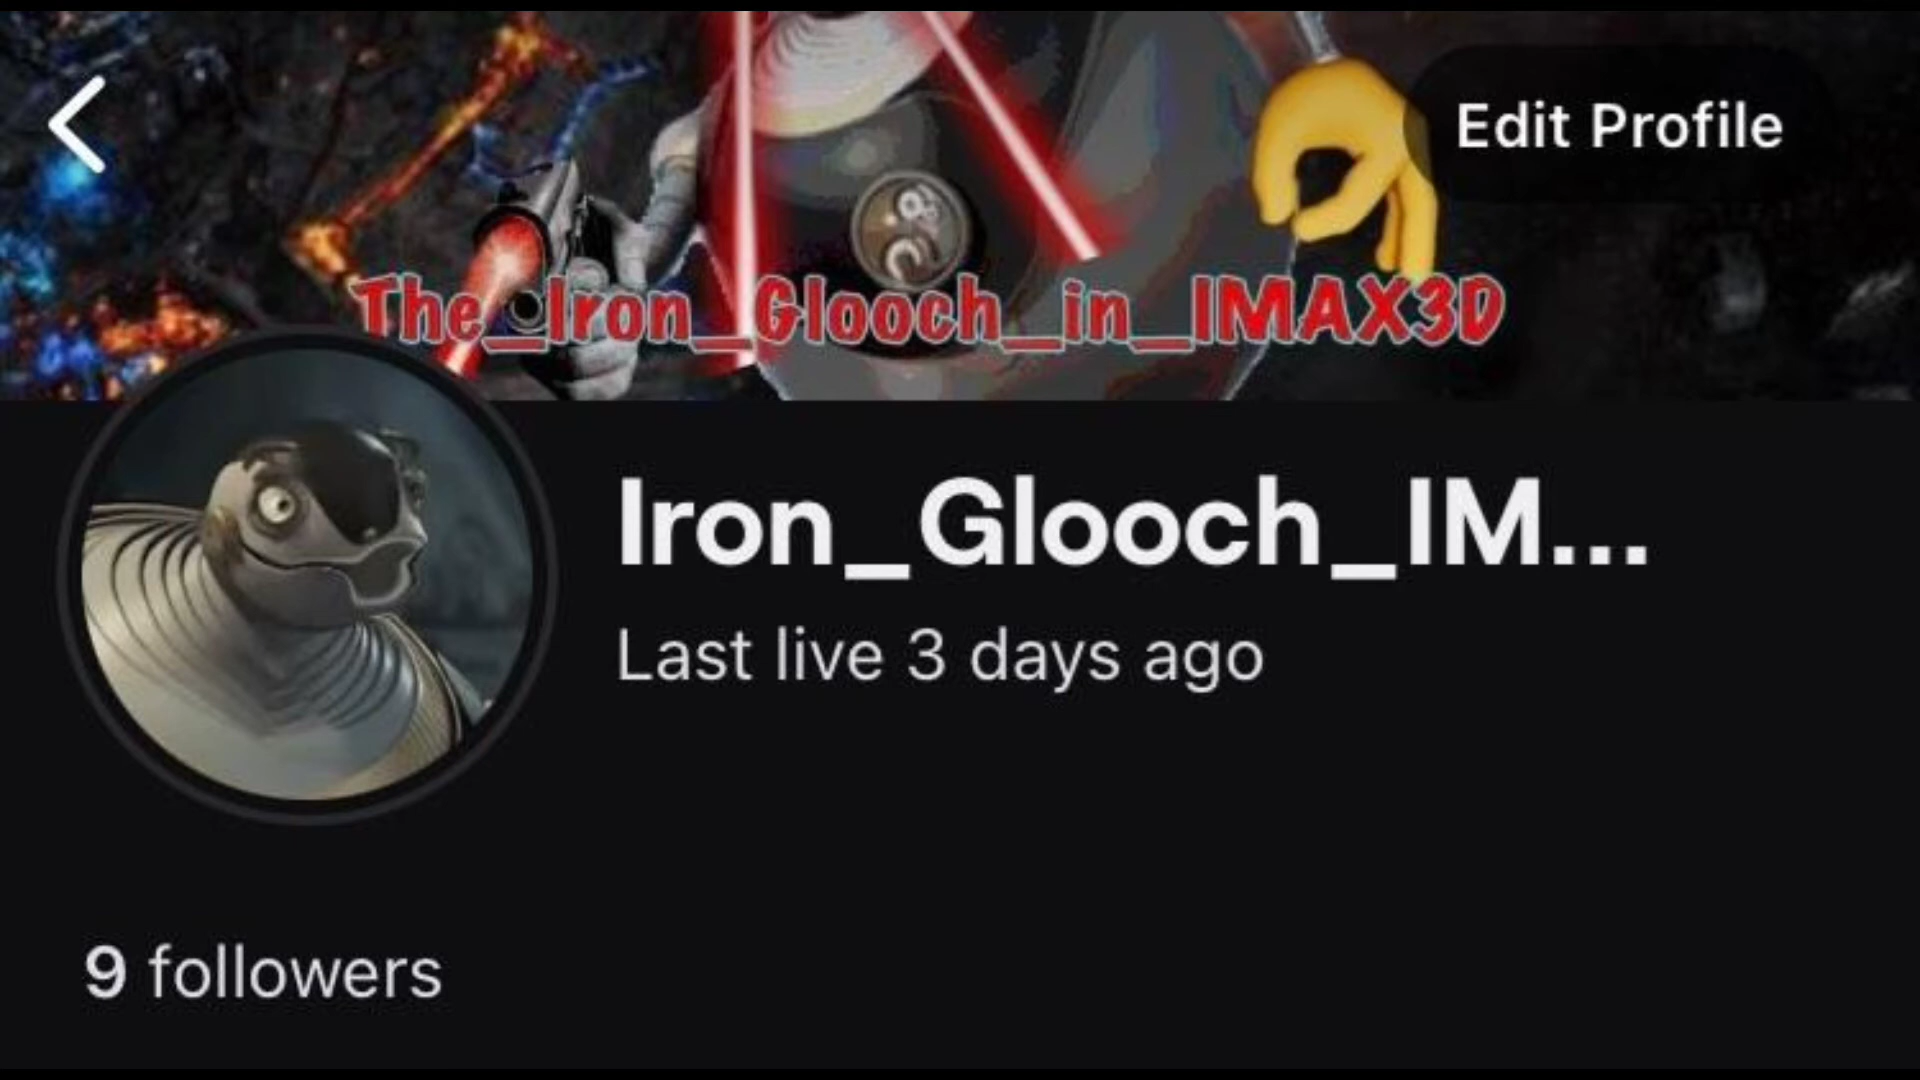 Edit Profile
The_Iron_Glooch_in_IMAX3D
Iron_Glooch_IM...
Last live 3 days ago
9 followers